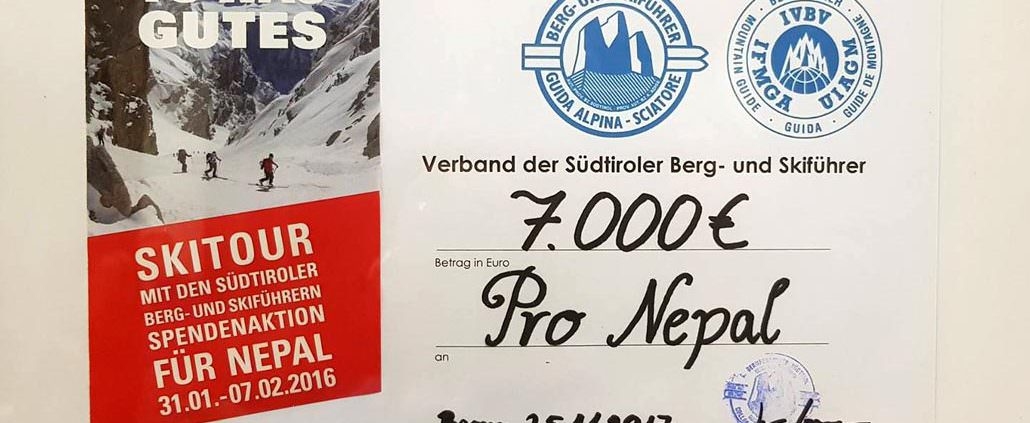 GUTES
SKITOUR
MIT DEN SÜDTIROLER
BERG- UND SKIFÜHRERN
SPENDENAKTION
FÜR NEPAL
31.01.-07.02.2016
BERG- UND SKIFÜHRER
GUIDA ALPINA - SCIATORE
IVBV
UIAGM
IFMGA
MOUNTAIN GUIDE · GUIDA · GUIDE DE MONTAGNE
Verband der Südtiroler Berg- und Skiführer
7.000€
Betrag in Euro
Pro Nepal
an